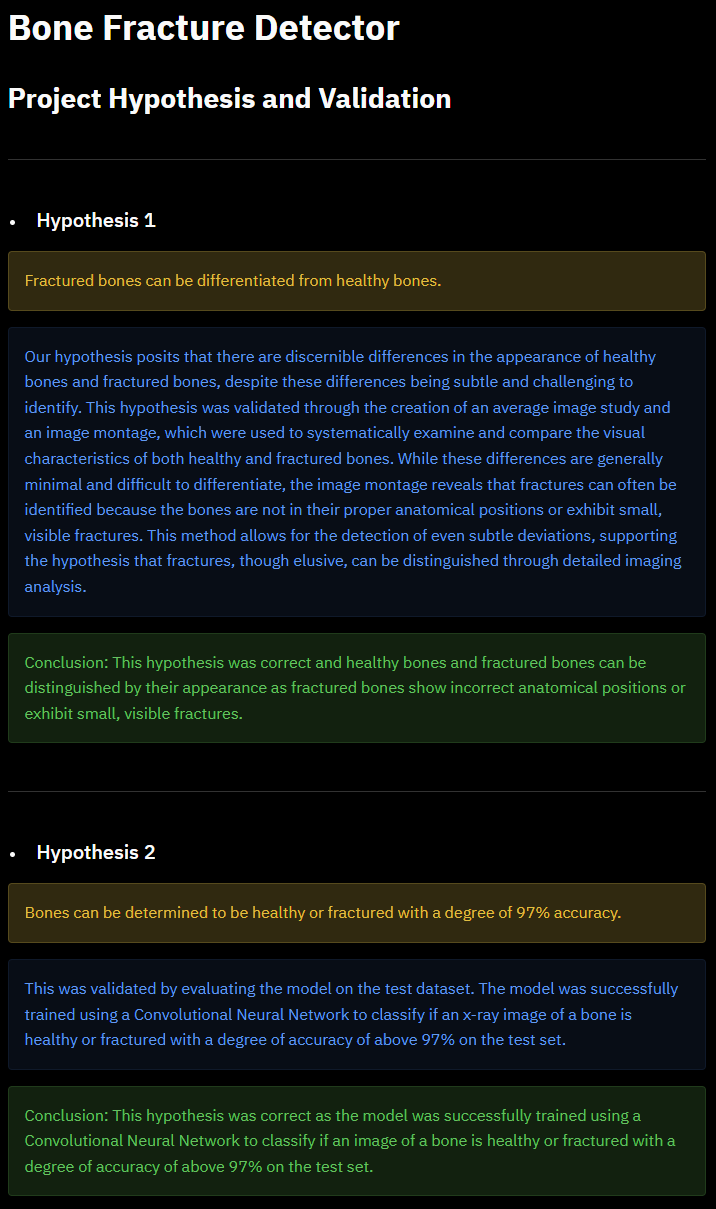 Bone Fracture Detector
Project Hypothesis and Validation
• Hypothesis 1
Fractured bones can be differentiated from healthy bones.
Our hypothesis posits that there are discernible differences in the appearance of healthy
bones and fractured bones, despite these differences being subtle and challenging to
identify. This hypothesis was validated through the creation of an average image study and
an image montage, which were used to systematically examine and compare the visual
characteristics of both healthy and fractured bones. While these differences are generally
minimal and difficult to differentiate, the image montage reveals that fractures can often be
identified because the bones are not in their proper anatomical positions or exhibit small,
visible fractures. This method allows for the detection of even subtle deviations, supporting
the hypothesis that fractures, though elusive, can be distinguished through detailed imaging
analysis.
Conclusion: This hypothesis was correct and healthy bones and fractured bones can be
distinguished by their appearance as fractured bones show incorrect anatomical positions or
exhibit small, visible fractures.
• Hypothesis 2
Bones can be determined to be healthy or fractured with a degree of 97% accuracy.
This was validated by evaluating the model on the test dataset. The model was successfully
trained using a Convolutional Neural Network to classify if an x-ray image of a bone is
healthy or fractured with a degree of accuracy of above 97% on the test set.
Conclusion: This hypothesis was correct as the model was successfully trained using a
Convolutional Neural Network to classify if an image of a bone is healthy or fractured with a
degree of accuracy of above 97% on the test set.